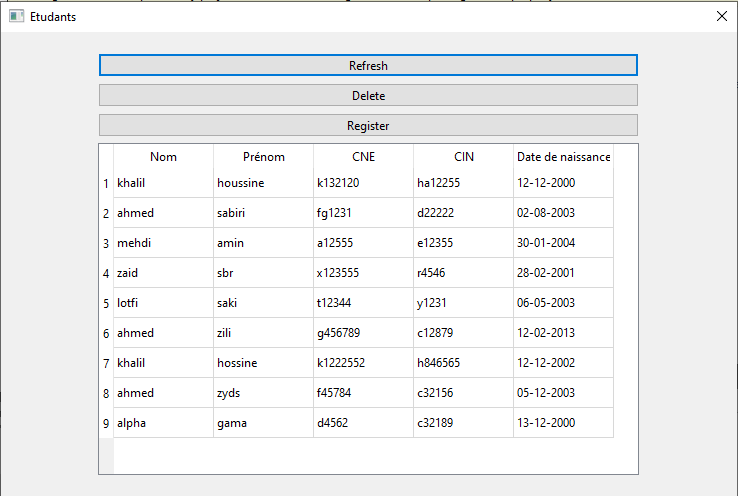 Etudants
Refresh
Delete
Register
Nom Prénom CNE CIN Date de naissance
1 khalil houssine k132120 ha12255 12-12-2000
2 ahmed sabiri fg1231 d22222 02-08-2003
3 mehdi amin a12555 e12355 30-01-2004
4 zaid sbr x123555 r4546 28-02-2001
5 lotfi saki t12344 y1231 06-05-2003
6 ahmed zili g456789 c12879 12-02-2013
7 khalil hossine k1222552 h846565 12-12-2002
8 ahmed zyds f45784 c32156 05-12-2003
9 alpha gama d4562 c32189 13-12-2000